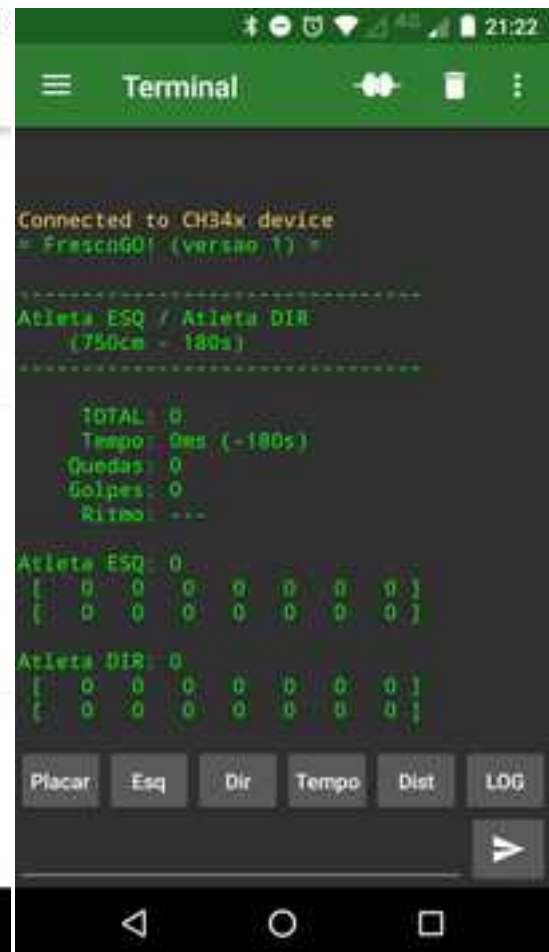 4G 21:22
Terminal
Connected to CH34x device
= FrescoGO! (versao 1) =
---------------------------------
Atleta ESQ / Atleta DIR
(750cm - 180s)
---------------------------------
TOTAL: 0
Tempo: 0ms (-180s)
Quedas: 0
Golpes: 0
Ritmo: ---
Atleta ESQ: 0
[ 0 0 0 0 0 0 0 ]
[ 0 0 0 0 0 0 0 ]
Atleta DIR: 0
[ 0 0 0 0 0 0 0 ]
[ 0 0 0 0 0 0 0 ]
Placar Esq Dir Tempo Dist LOG